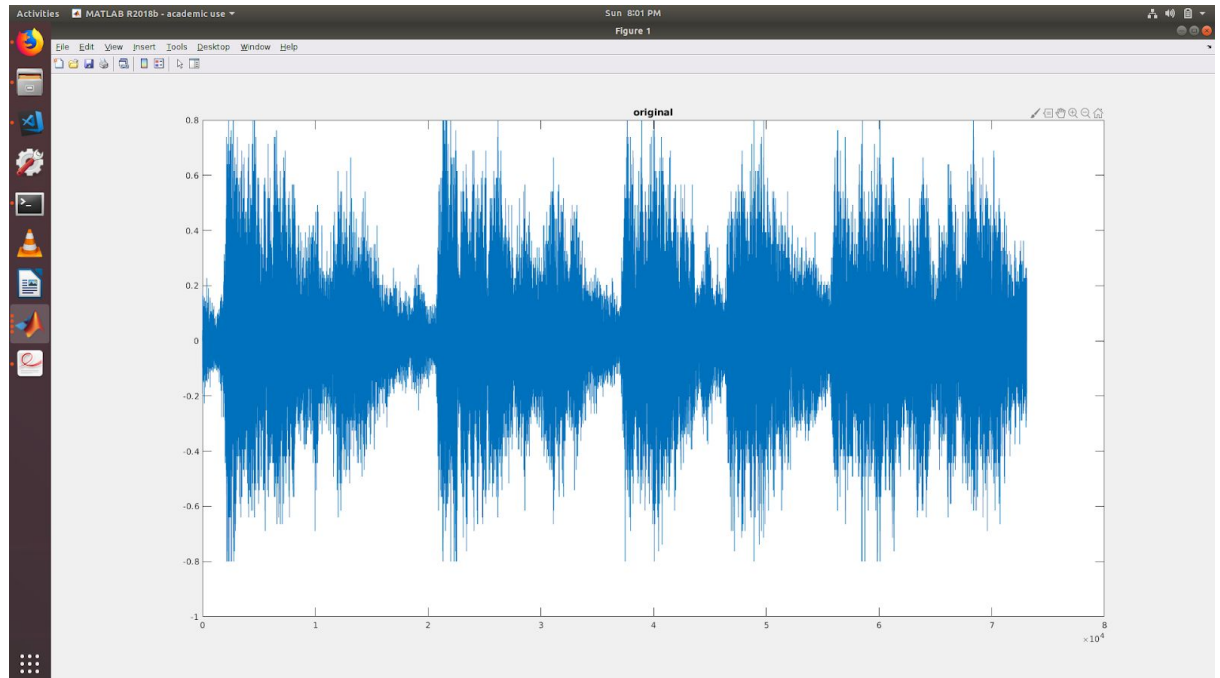 Activities MATLAB R2018b - academic use Sun 8:01 PM
Figure 1
File Edit View Insert Tools Desktop Window Help
original
0.8
0.6
0.4
0.2
0
-0.2
-0.4
-0.6
-0.8
-1
0 1 2 3 4 5 6 7 8
×10⁴